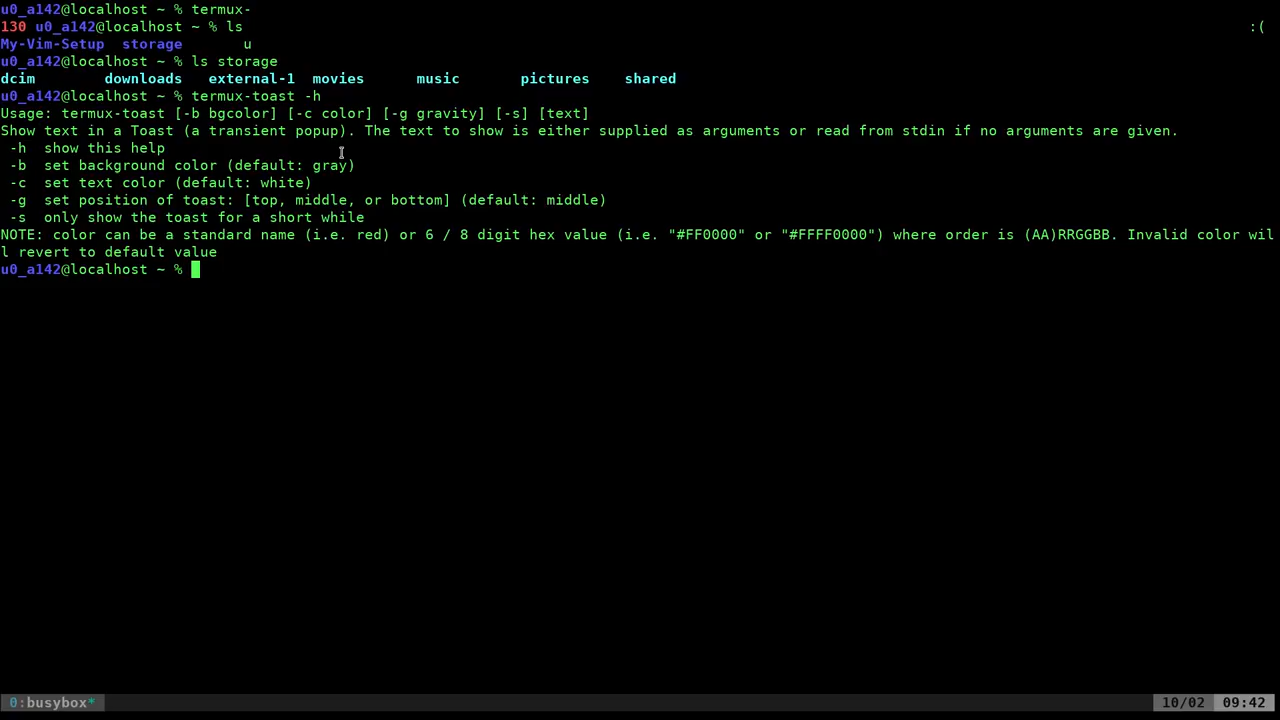 u0_a142@localhost ~ % termux-
130 u0_a142@localhost ~ % ls :(
My-Vim-Setup storage u
u0_a142@localhost ~ % ls storage
dcim downloads external-1 movies music pictures shared
u0_a142@localhost ~ % termux-toast -h
Usage: termux-toast [-b bgcolor] [-c color] [-g gravity] [-s] [text]
Show text in a Toast (a transient popup). The text to show is either supplied as arguments or read from stdin if no arguments are given.
-h show this help
-b set background color (default: gray)
-c set text color (default: white)
-g set position of toast: [top, middle, or bottom] (default: middle)
-s only show the toast for a short while
NOTE: color can be a standard name (i.e. red) or 6 / 8 digit hex value (i.e. "#FF0000" or "#FFFF0000") where order is (AA)RRGGBB. Invalid color wil
l revert to default value
u0_a142@localhost ~ %
0:busybox* 10/02 09:42